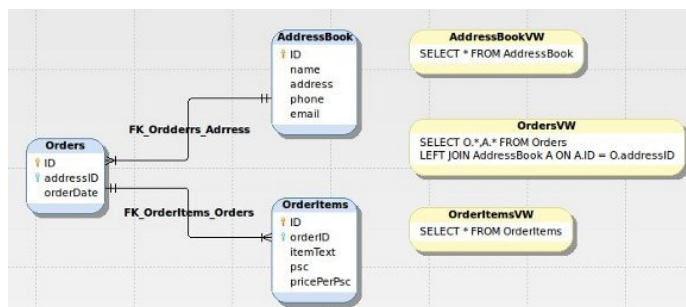 AddressBook
ID
name
address
phone
email
AddressBookVW
SELECT * FROM AddressBook
FK_Ordderrs_Adrress
Orders
ID
addressID
orderDate
OrdersVW
SELECT O.*,A.* FROM Orders
LEFT JOIN AddressBook A ON A.ID = O.addressID
FK_OrderItems_Orders
OrderItems
ID
orderID
itemText
psc
pricePerPsc
OrderItemsVW
SELECT * FROM OrderItems